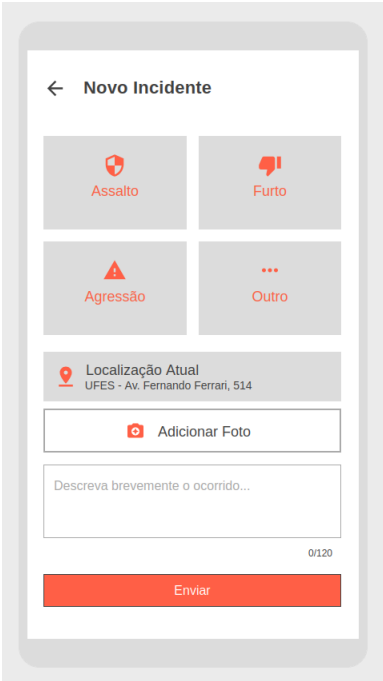 Novo Incidente
Assalto
Furto
Agressão
Outro
Localização Atual
UFES - Av. Fernando Ferrari, 514
Adicionar Foto
Descreva brevemente o ocorrido...
0/120
Enviar